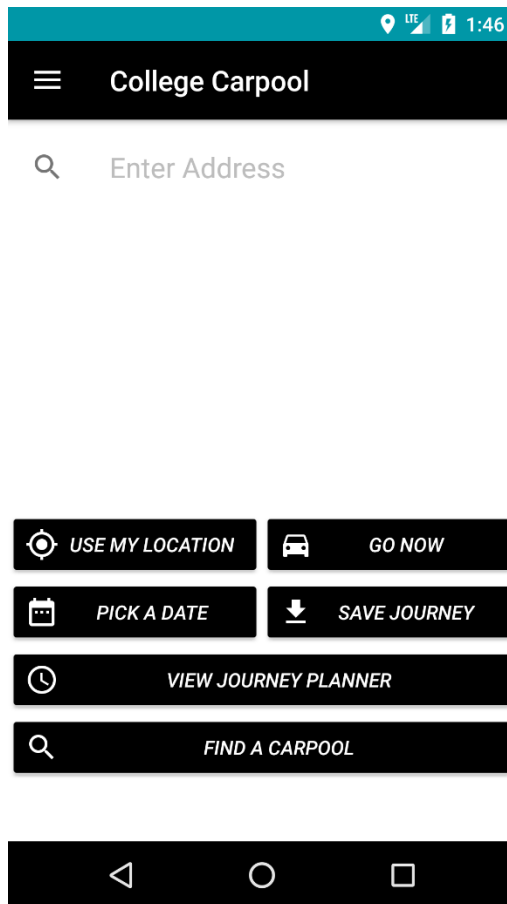 LTE 1:46
College Carpool
Enter Address
USE MY LOCATION
GO NOW
PICK A DATE
SAVE JOURNEY
VIEW JOURNEY PLANNER
FIND A CARPOOL